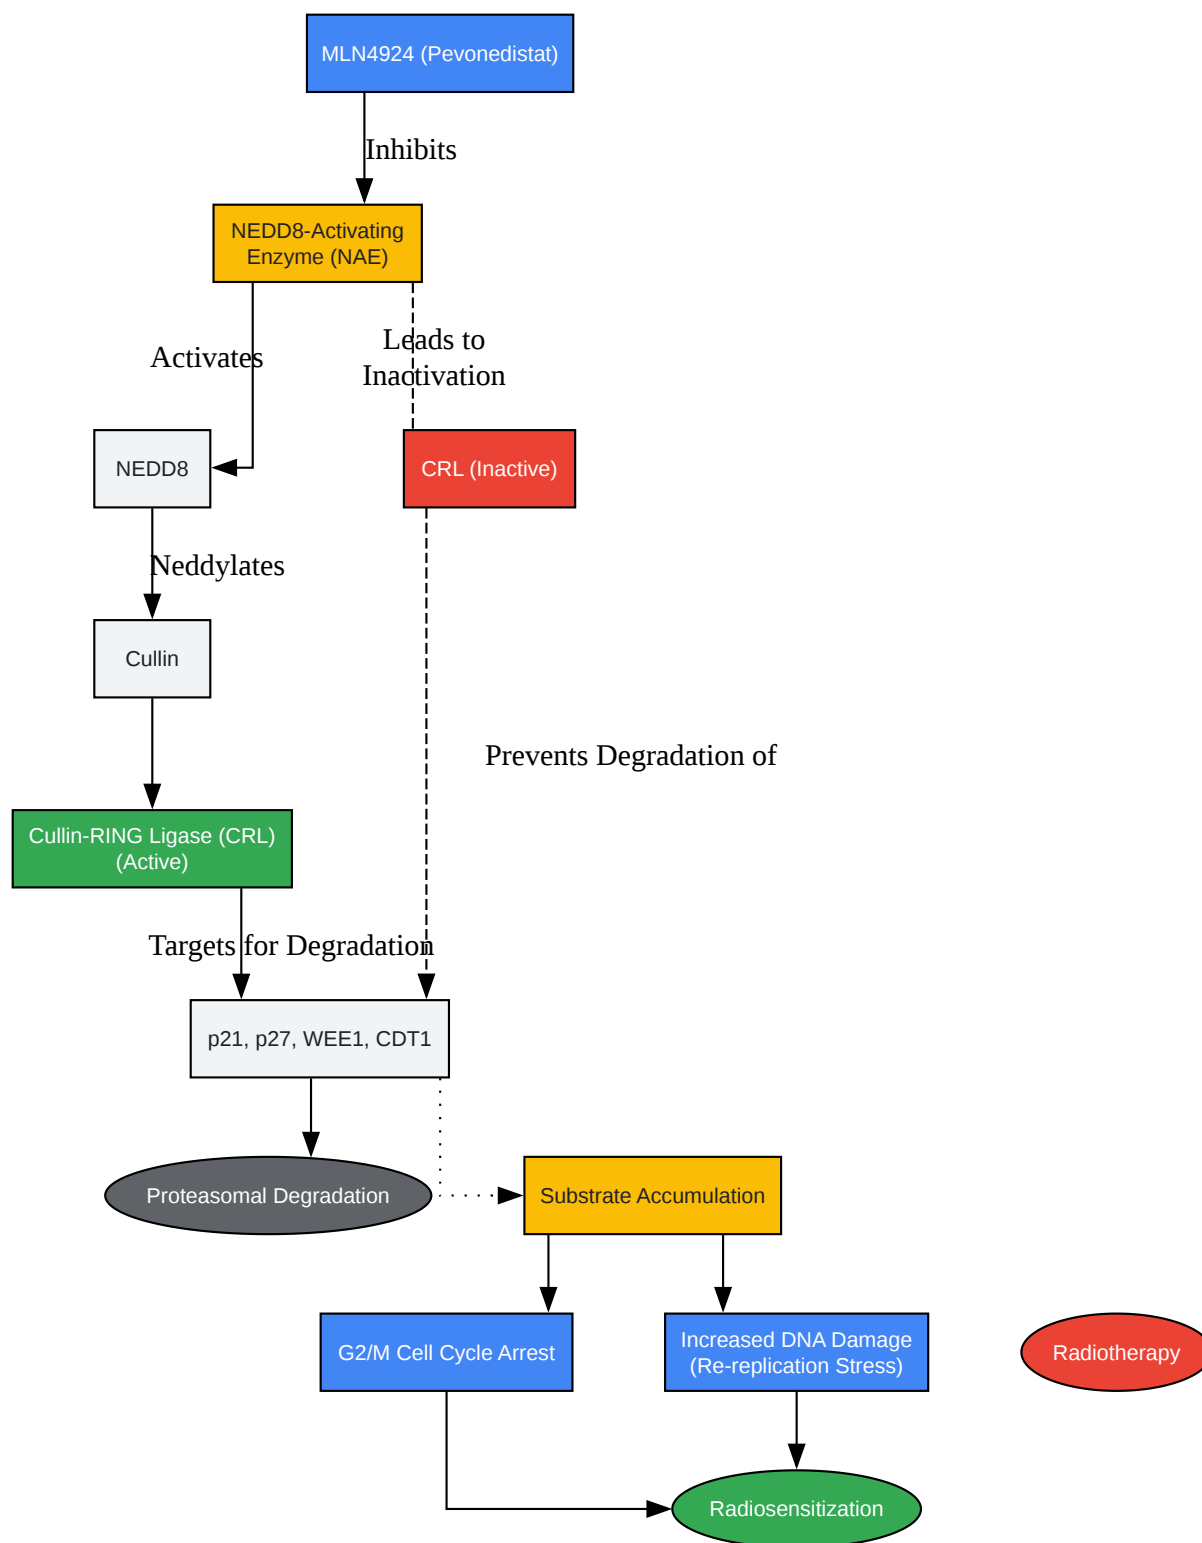 MLN4924 (Pevonedistat)
Inhibits
NEDD8-Activating
Enzyme (NAE)
Activates
Leads to
Inactivation
NEDD8
CRL (Inactive)
Neddylates
Cullin
Prevents Degradation of
Cullin-RING Ligase (CRL)
(Active)
Targets for Degradation
p21, p27, WEE1, CDT1
Proteasomal Degradation
Substrate Accumulation
G2/M Cell Cycle Arrest
Increased DNA Damage
(Re-replication Stress)
Radiotherapy
Radiosensitization